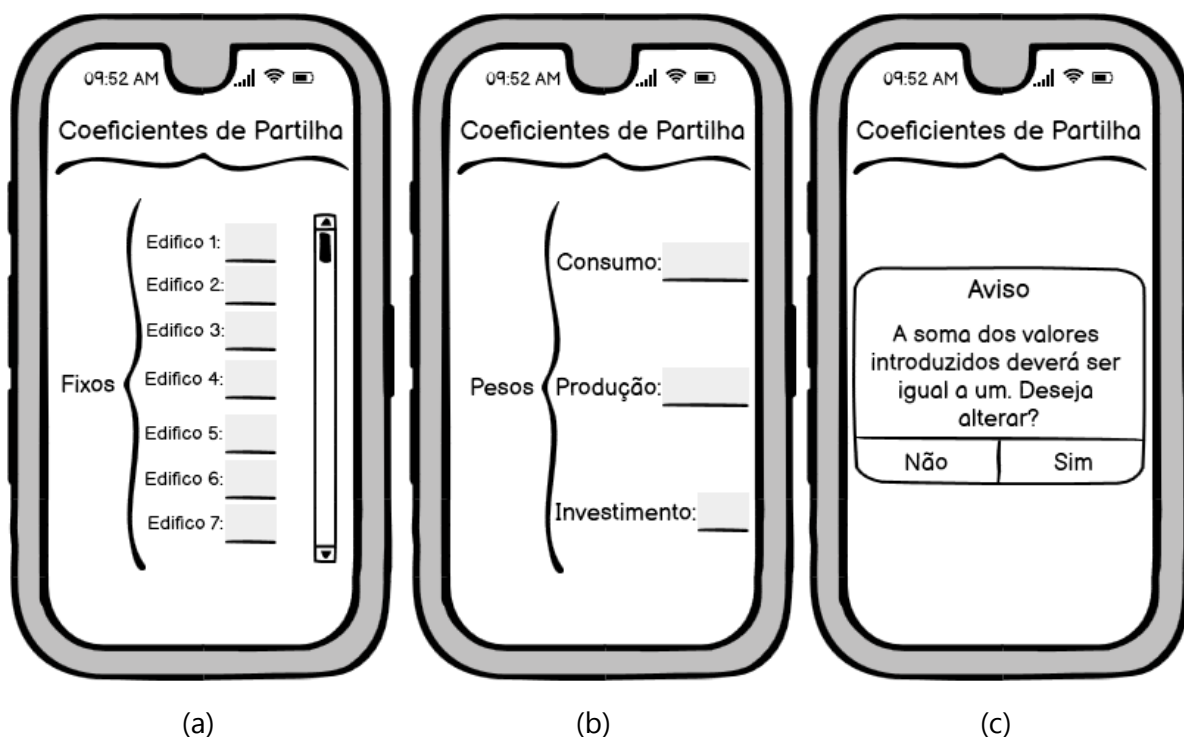 09:52 AM
Coeficientes de Partilha
Fixos
Edifico 1:
Edifico 2:
Edifico 3:
Edifico 4:
Edifico 5:
Edifico 6:
Edifico 7:
(a)
09:52 AM
Coeficientes de Partilha
Pesos
Consumo:
Produção:
Investimento:
(b)
09:52 AM
Coeficientes de Partilha
Aviso
A soma dos valores
introduzidos deverá ser
igual a um. Deseja
alterar?
Não
Sim
(c)